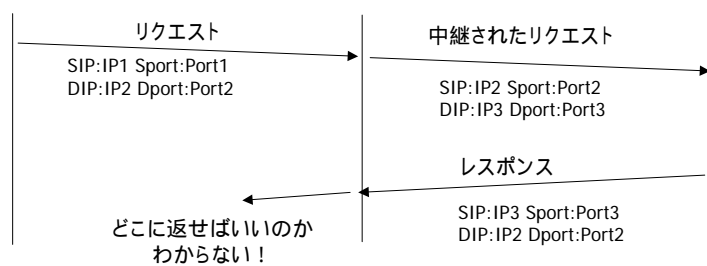 リクエスト
SIP:IP1 Sport:Port1
DIP:IP2 Dport:Port2
中継されたリクエスト
SIP:IP2 Sport:Port2
DIP:IP3 Dport:Port3
レスポンス
SIP:IP3 Sport:Port3
DIP:IP2 Dport:Port2
どこに返せばいいのか
わからない！